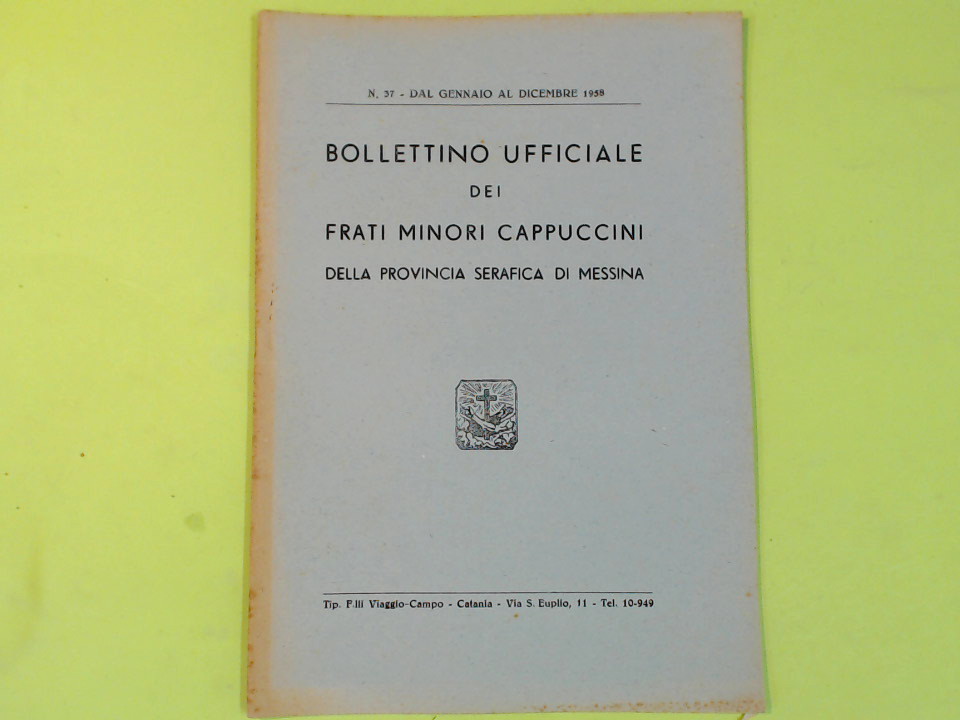 N. 37 - DAL GENNAIO AL DICEMBRE 1958
BOLLETTINO UFFICIALE
DEI
FRATI MINORI CAPPUCCINI
DELLA PROVINCIA SERAFICA DI MESSINA
Tip. F.lli Viaggio-Campo - Catania - Via S. Euplio, 11 - Tel. 10-949